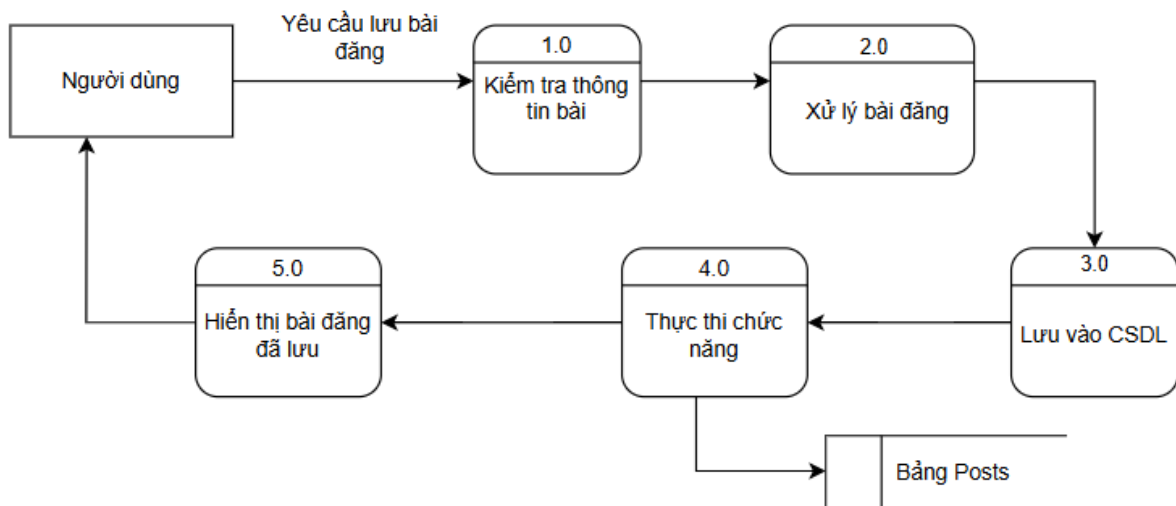 Yêu cầu lưu bài
đăng
Người dùng
1.0
Kiểm tra thông
tin bài
2.0
Xử lý bài đăng
5.0
Hiển thị bài đăng
đã lưu
4.0
Thực thi chức
năng
3.0
Lưu vào CSDL
Bảng Posts